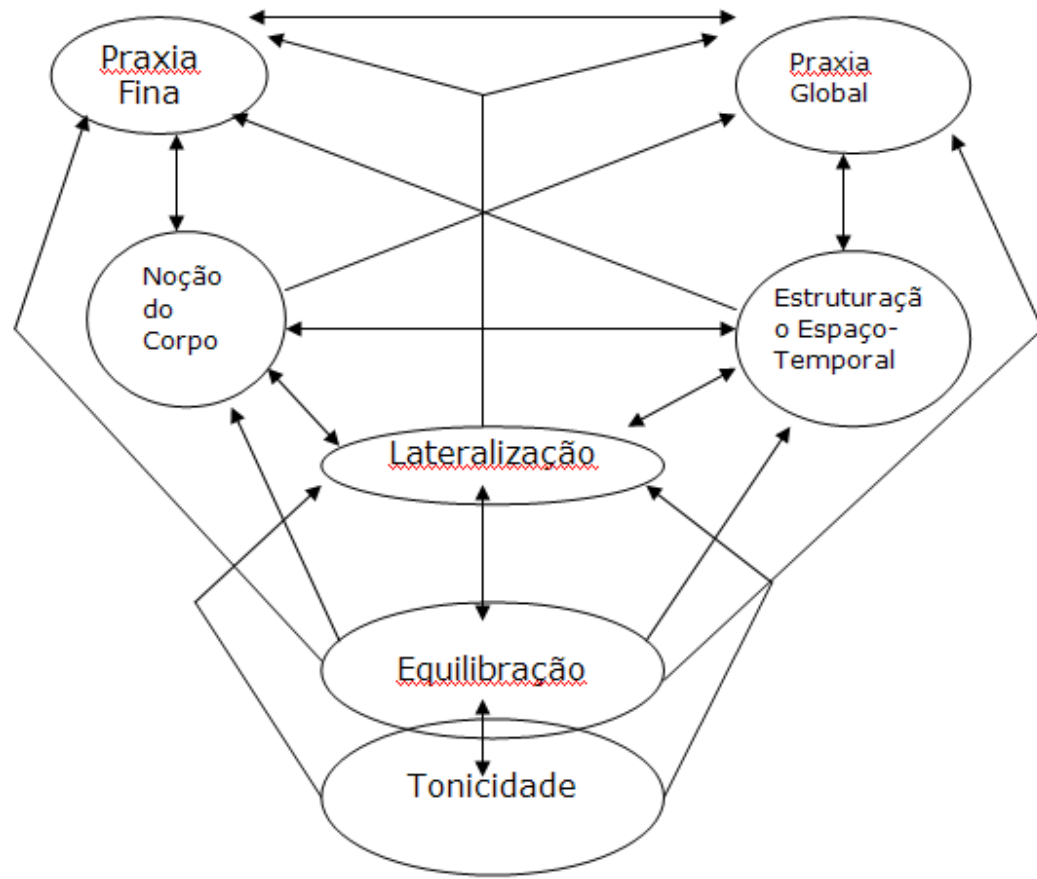 Praxia
Fina
Praxia
Global
Noção
do
Corpo
Estruturaçã
o Espaço-
Temporal
Lateralização
Equilibração
Tonicidade